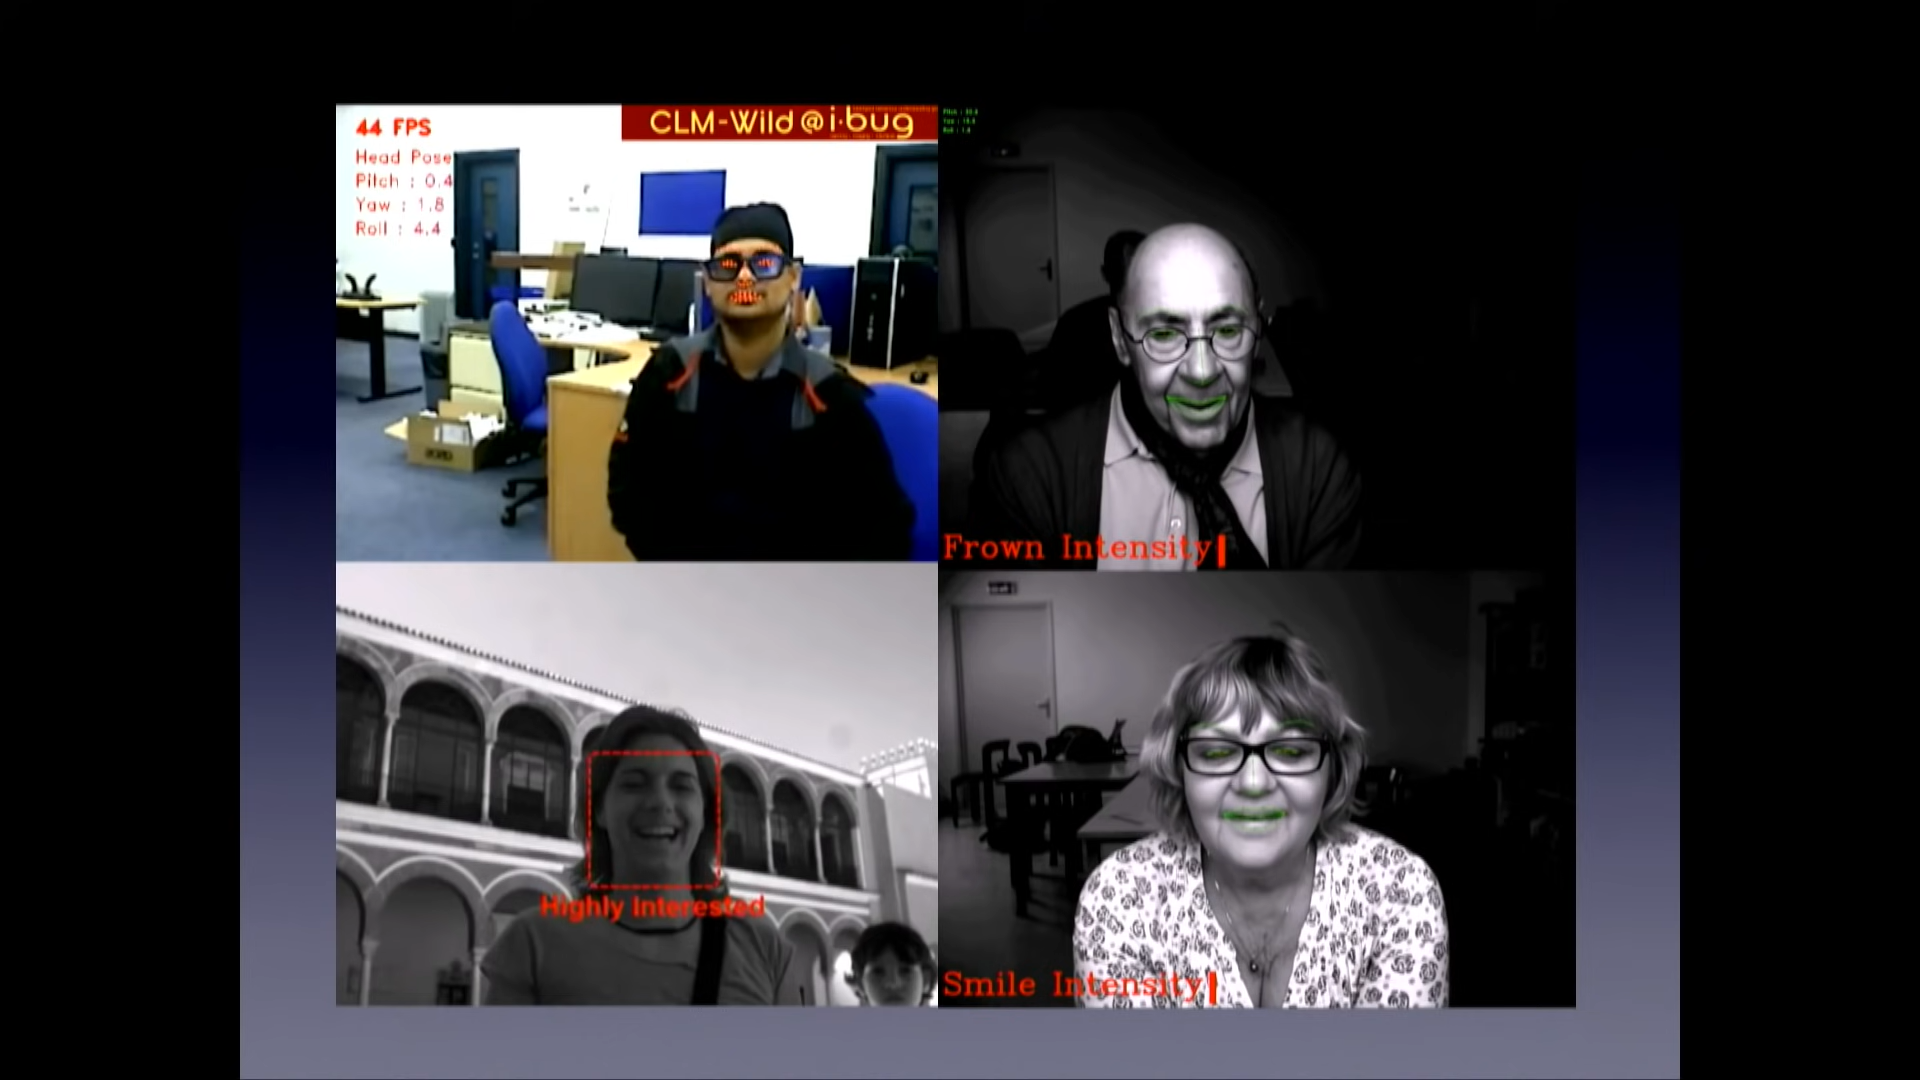 44 FPS
Head Pose
Pitch : 0.4
Yaw : 1.8
Roll : 4.4
CLM-Wild@i·bug
Frown Intensity
Highly Interested
Smile Intensity